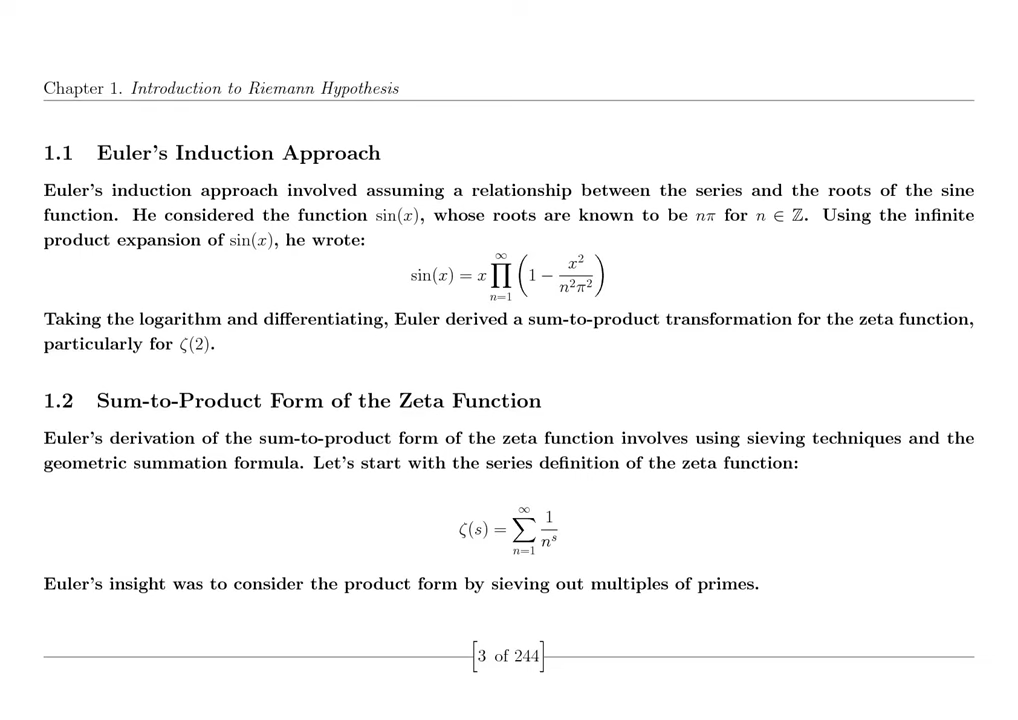 Chapter 1. Introduction to Riemann Hypothesis
1.1 Euler's Induction Approach
Euler's induction approach involved assuming a relationship between the series and the roots of the sine
function. He considered the function sin(x), whose roots are known to be nπ for n ∈ ℤ. Using the infinite
product expansion of sin(x), he wrote:
sin(x) = x ∏_{n=1}^{∞} (1 − x²/(n²π²))
Taking the logarithm and differentiating, Euler derived a sum-to-product transformation for the zeta function,
particularly for ζ(2).
1.2 Sum-to-Product Form of the Zeta Function
Euler's derivation of the sum-to-product form of the zeta function involves using sieving techniques and the
geometric summation formula. Let's start with the series definition of the zeta function:
ζ(s) = ∑_{n=1}^{∞} 1/n^s
Euler's insight was to consider the product form by sieving out multiples of primes.
[3 of 244]